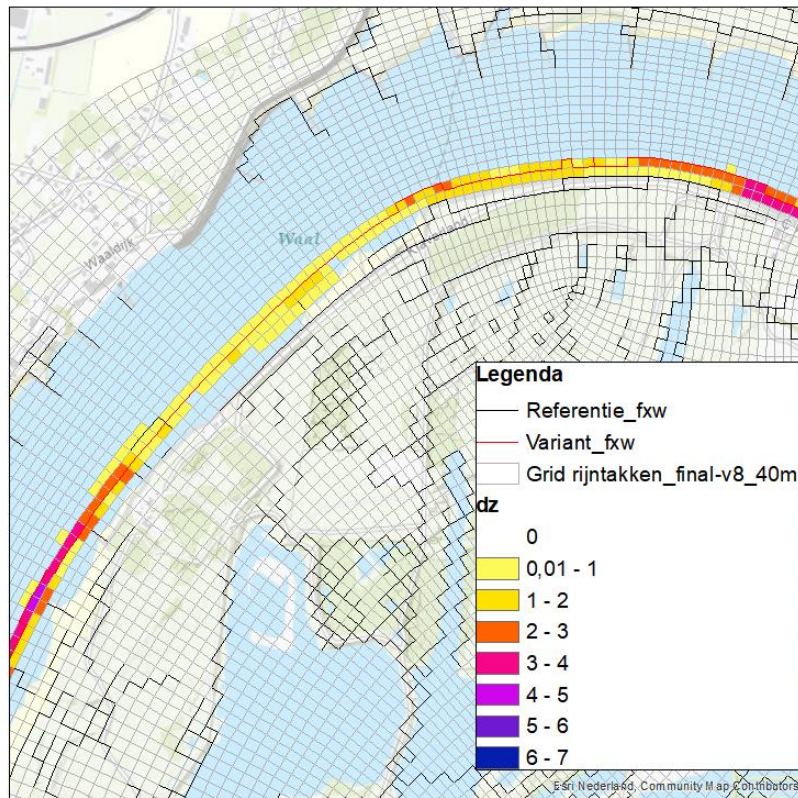 Waal
Waaldijk
Legenda
Referentie_fxw
Variant_fxw
Grid rijntakken_final-v8_40m
dz
0
0,01 - 1
1 - 2
2 - 3
3 - 4
4 - 5
5 - 6
6 - 7
Esri Nederland, Community Map Contributors